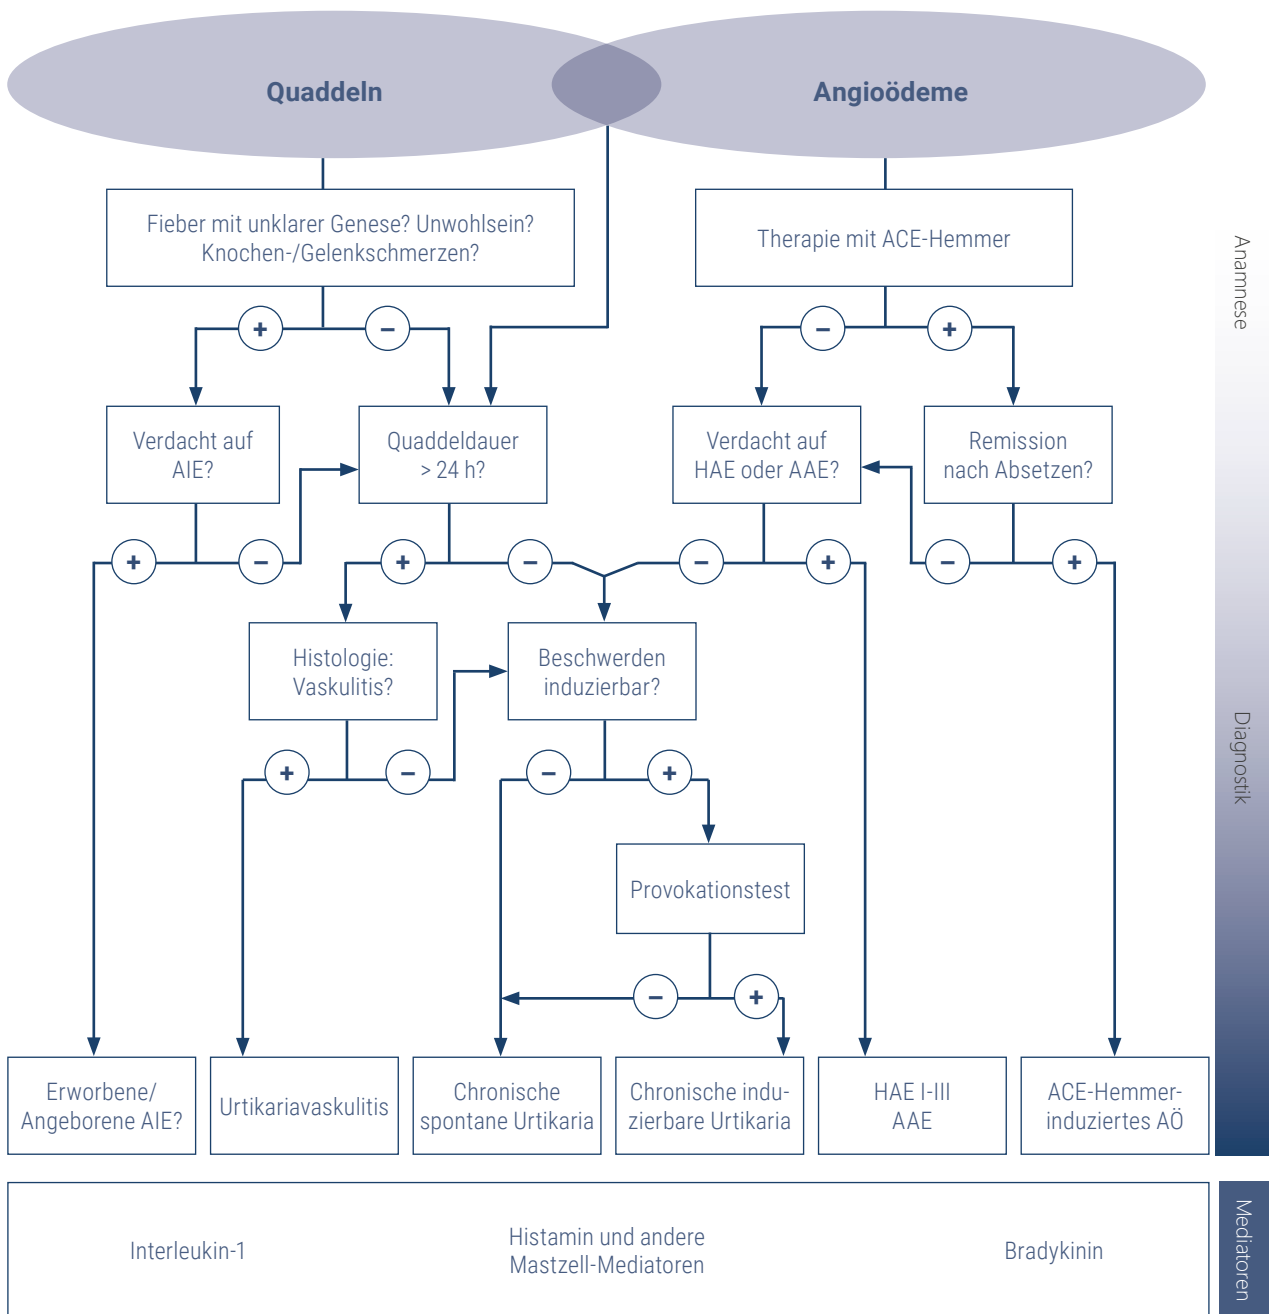 Quaddeln
Angioödeme
Fieber mit unklarer Genese? Unwohlsein?
Knochen-/Gelenkschmerzen?
Therapie mit ACE-Hemmer
Anamnese
+
−
−
+
Verdacht auf
AIE?
Quaddeldauer
> 24 h?
Verdacht auf
HAE oder AAE?
Remission
nach Absetzen?
+
−
+
−
−
+
−
+
Histologie:
Vaskulitis?
Beschwerden
induzierbar?
Diagnostik
+
−
−
+
Provokationstest
−
+
Erworbene/
Angeborene AIE?
Urtikariavaskulitis
Chronische
spontane Urtikaria
Chronische indu-
zierbare Urtikaria
HAE I-III
AAE
ACE-Hemmer-
induziertes AÖ
Interleukin-1
Histamin und andere
Mastzell-Mediatoren
Bradykinin
Mediatoren